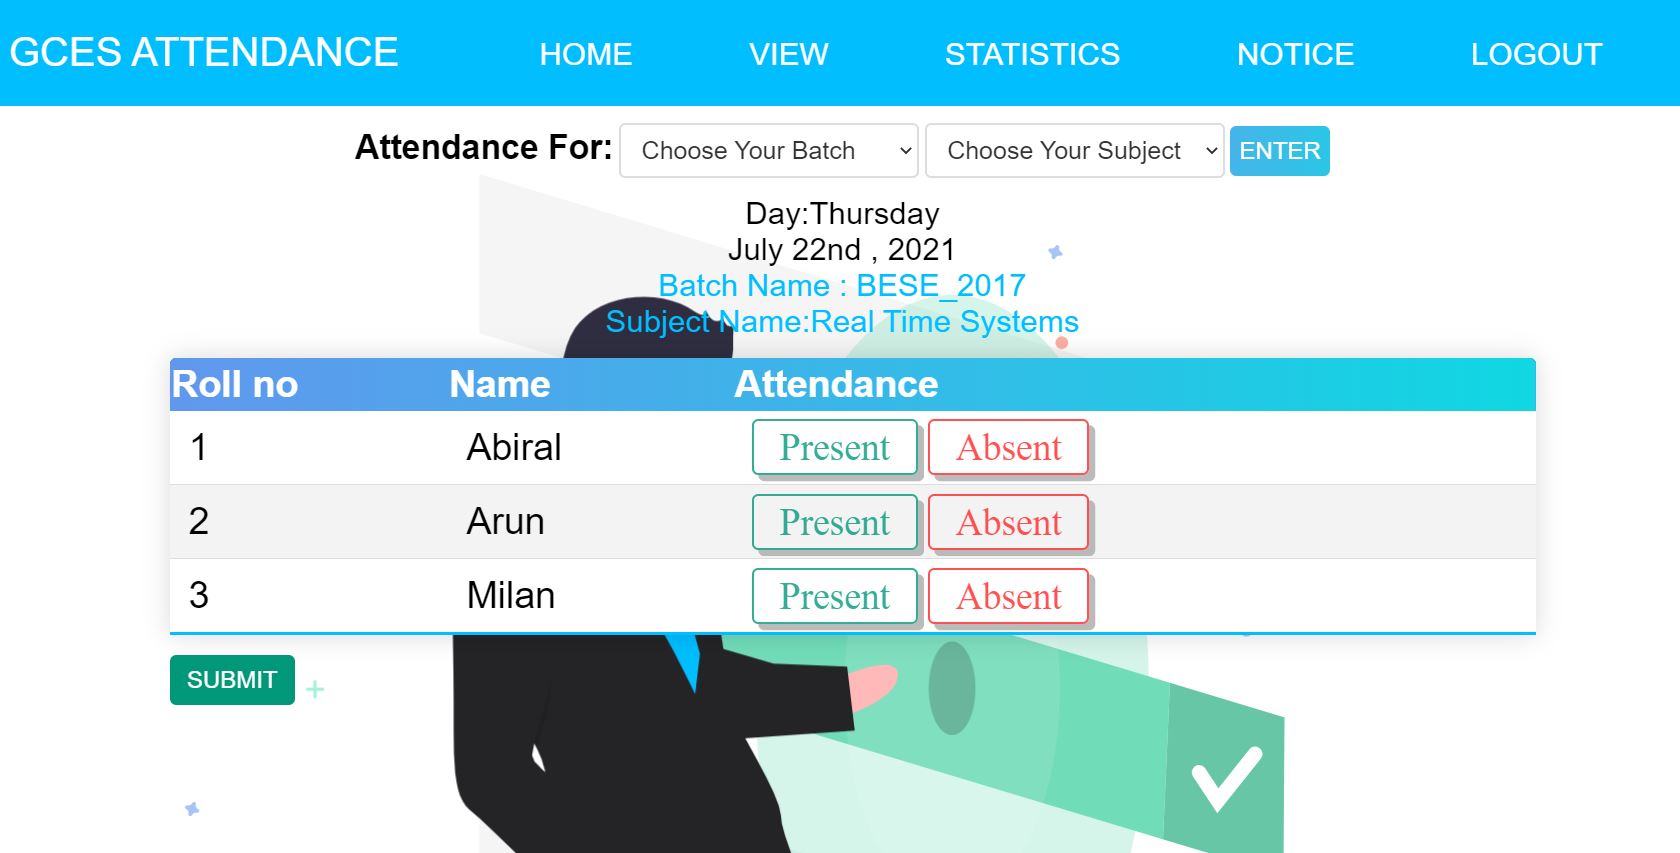 GCES ATTENDANCE HOME VIEW STATISTICS NOTICE LOGOUT
Attendance For: Choose Your Batch Choose Your Subject ENTER
Day:Thursday
July 22nd , 2021
Batch Name : BESE_2017
Subject Name:Real Time Systems
Roll no Name Attendance
1 Abiral Present Absent
2 Arun Present Absent
3 Milan Present Absent
SUBMIT